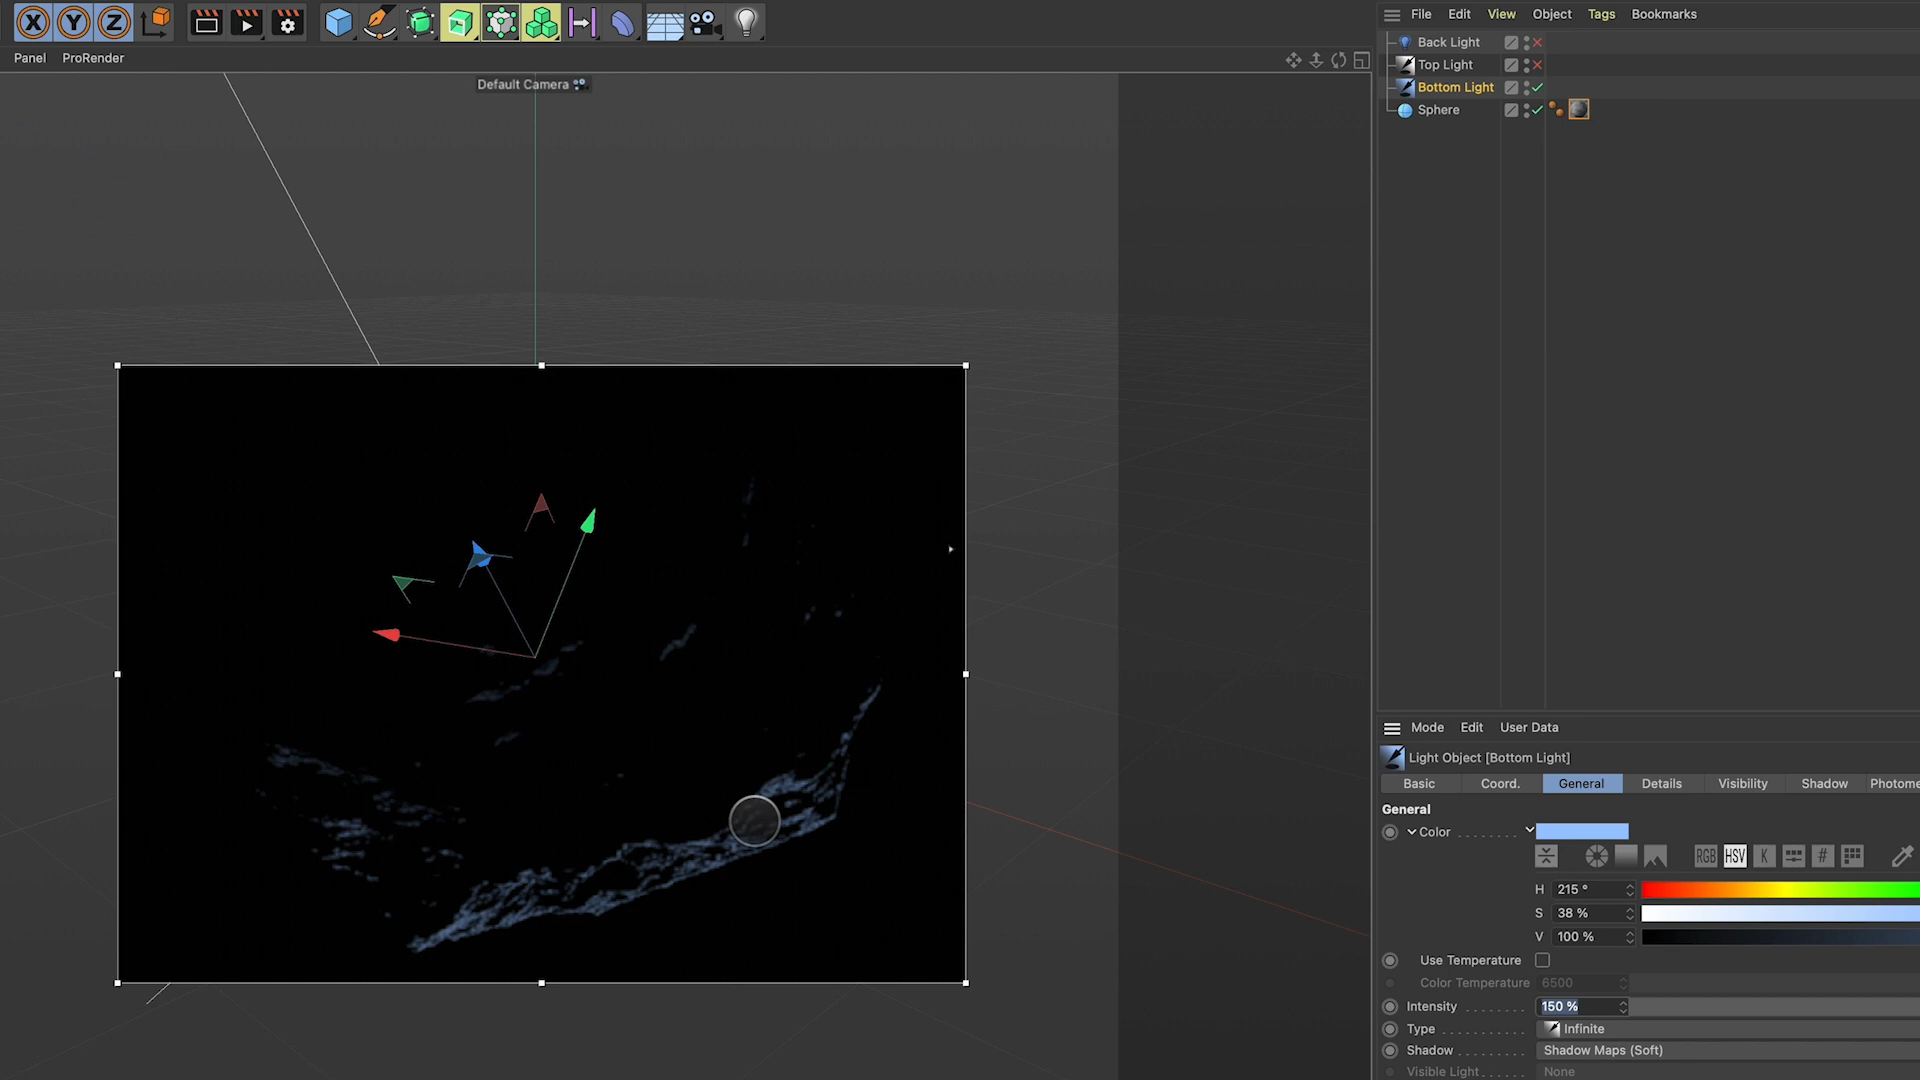 X Y Z
File Edit View Object Tags Bookmarks
Panel ProRender
Default Camera
Back Light
Top Light
Bottom Light
Sphere
Mode Edit User Data
Light Object [Bottom Light]
Basic Coord. General Details Visibility Shadow Photome
General
Color
RGB HSV K #
H 215 °
S 38 %
V 100 %
Use Temperature
Color Temperature 6500
Intensity 150 %
Type Infinite
Shadow Shadow Maps (Soft)
Visible Light None